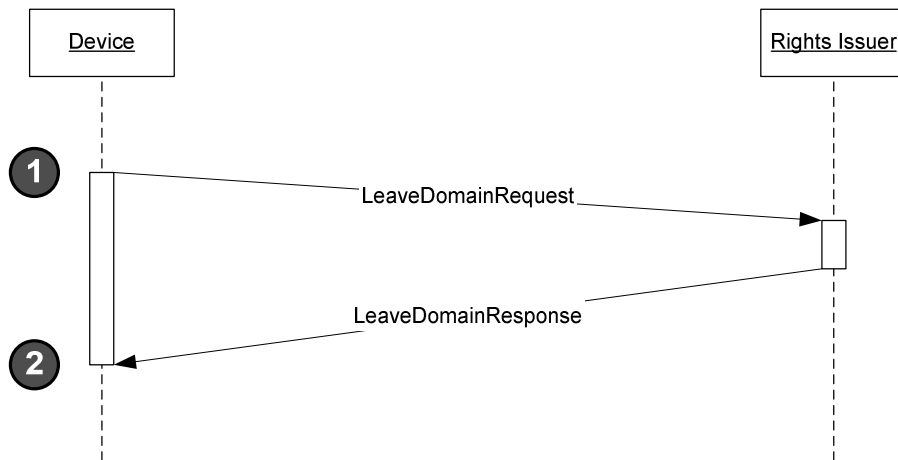 Device
Rights Issuer
1
LeaveDomainRequest
LeaveDomainResponse
2